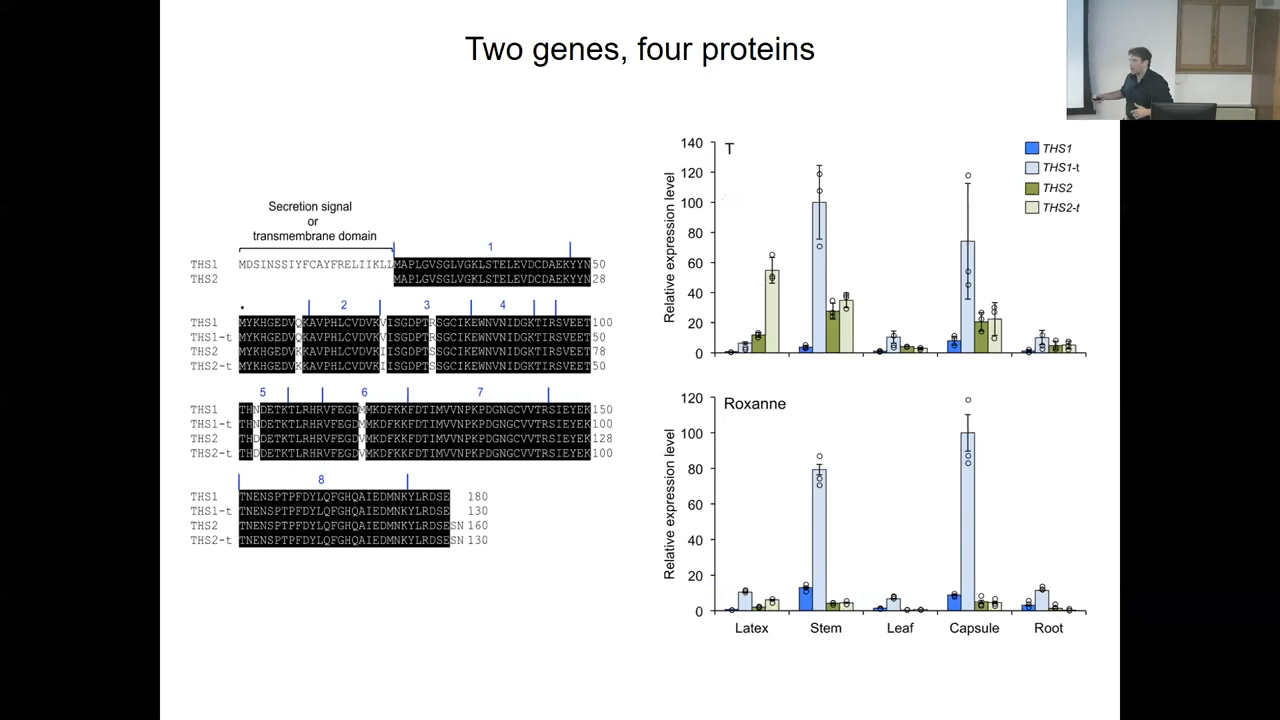 Two genes, four proteins
Secretion signal
or
transmembrane domain
1
THS1 MDSINSSIYFCAYFRELIIKLLMAPLGVSGLVGKLSTELEVDCDAEKYYN 50
THS2 MAPLGVSGLVGKLSTELEVDCDAEKYYN 28
2 3 4
THS1 MYKHGEDVQKAVPHLCVDVKVISGDPTRSGCIKEWNVNIDGKTIRSVEET 100
THS1-t MYKHGEDVQKAVPHLCVDVKVISGDPTRSGCIKEWNVNIDGKTIRSVEET 50
THS2 MYKHGEDVKKAVPHLCVDVKIISGDPTSSGCIKEWNVNIDGKTIRSVEET 78
THS2-t MYKHGEDVKKAVPHLCVDVKIISGDPTSSGCIKEWNVNIDGKTIRSVEET 50
5 6 7
THS1 THNDETKTLRHRVFEGDMMKDFKKFDTIMVVNPKPDGNGCVVTRSIEYEK 150
THS1-t THNDETKTLRHRVFEGDMMKDFKKFDTIMVVNPKPDGNGCVVTRSIEYEK 100
THS2 THDDETKTLRHRVFEGDVMKDFKKFDTIMVVNPKPDGNGCVVTRSIEYEK 128
THS2-t THDDETKTLRHRVFEGDVMKDFKKFDTIMVVNPKPDGNGCVVTRSIEYEK 100
8
THS1 TNENSPTPFDYLQFGHQAIEDMNKYLRDSE 180
THS1-t TNENSPTPFDYLQFGHQAIEDMNKYLRDSE 130
THS2 TNENSPTPFDYLQFGHQAIEDMNKYLRDSESN 160
THS2-t TNENSPTPFDYLQFGHQAIEDMNKYLRDSESN 130
T
Relative expression level
140
120
100
80
60
40
20
0
THS1
THS1-t
THS2
THS2-t
Roxanne
Relative expression level
120
100
80
60
40
20
0
Latex Stem Leaf Capsule Root